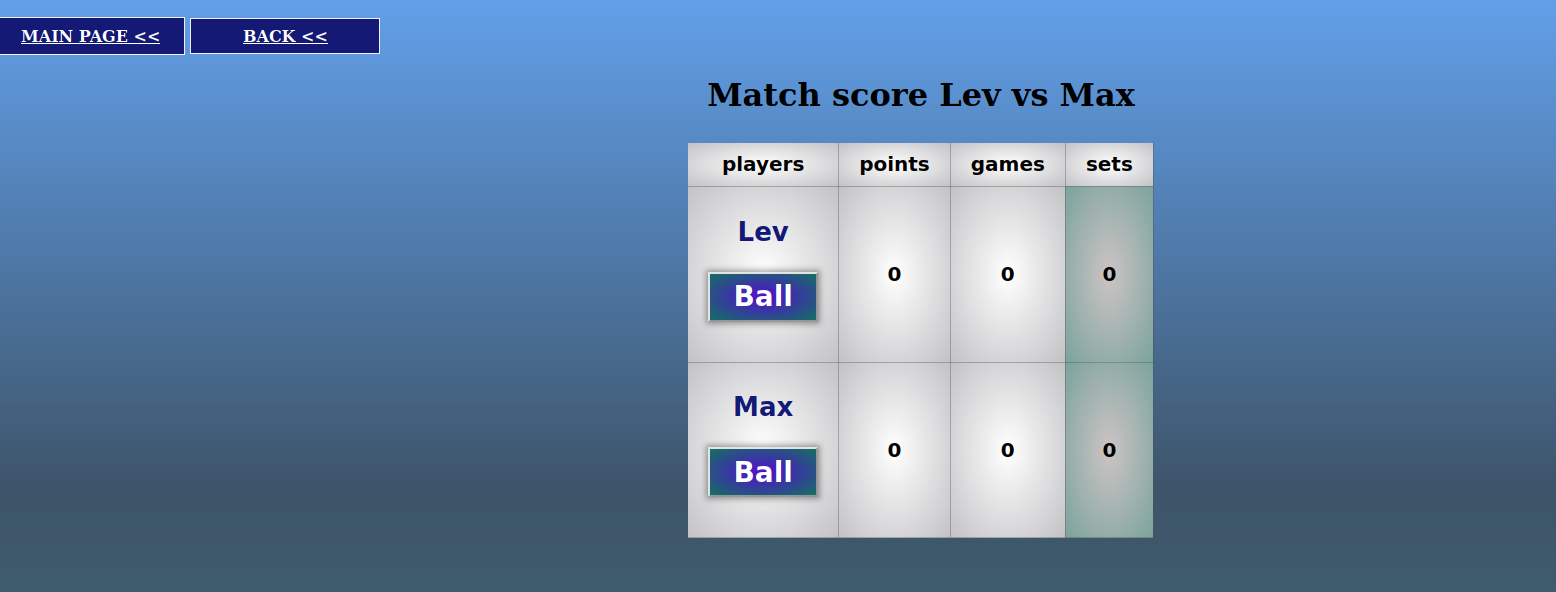 MAIN PAGE << BACK <<
Match score Lev vs Max
players points games sets
Lev
Ball 0 0 0
Max
Ball 0 0 0